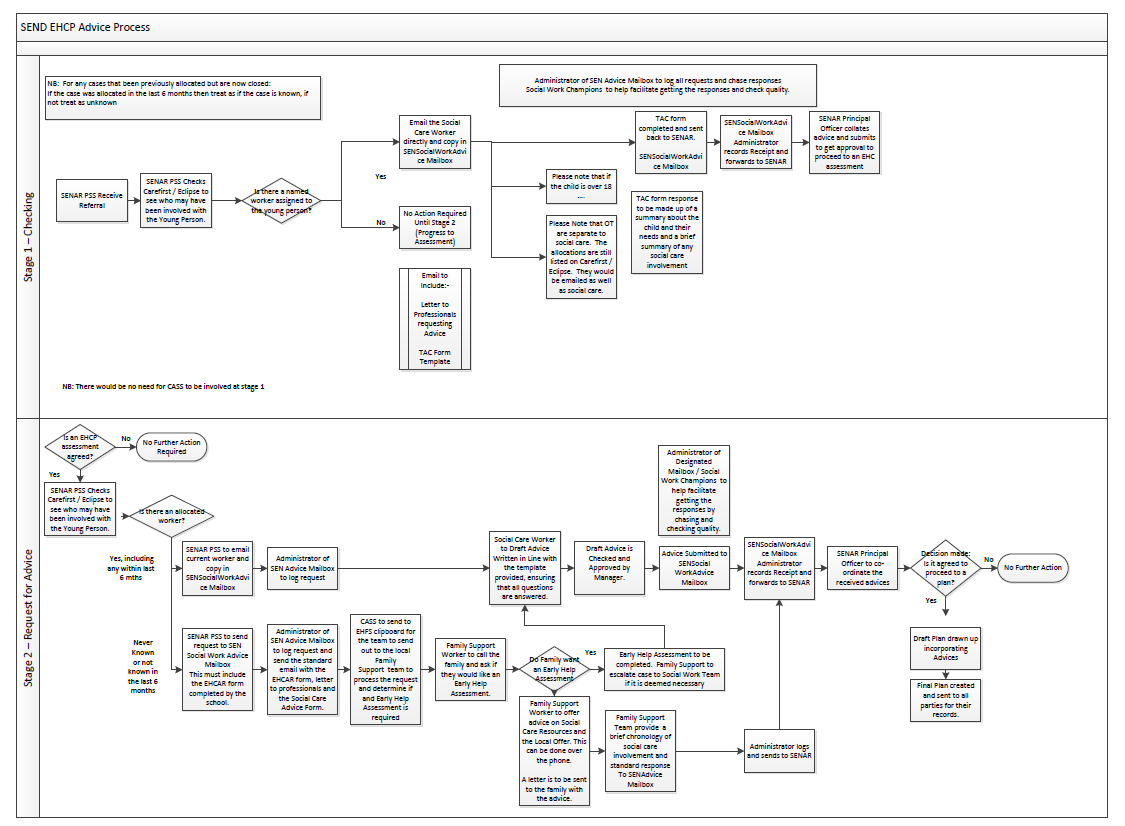 SEND EHCP Advice Process
Stage 1 – Checking
NB:  For any cases that been previously allocated but are now closed:
If the case was allocated in the last 6 months then treat as if the case is known, if
not treat as unknown
Administrator of SEN Advice Mailbox to log all requests and chase responses
Social Work Champions  to help facilitate getting the responses and check quality.
SENAR PSS Receive
Referral
SENAR PSS Checks
Carefirst / Eclipse to
see who may have
been involved with
the Young Person.
Is there a named
worker assigned to
the young person?
Yes
No
Email the Social
Care Worker
directly and copy in
SENSocialWorkAdvi
ce Mailbox
No Action Required
Until Stage 2
(Progress to
Assessment)
Email to
Include:-
Letter to
Professionals
requesting
Advice
TAC Form
Template
Please note that if
the child is over 18
....
Please Note that OT
are separate to
social care.  The
allocations are still
listed on Carefirst /
Eclipse.  They would
be emailed as well
as social care.
TAC form
completed and sent
back to SENAR.
SENSocialWorkAdvi
ce Mailbox
TAC form response
to be made up of a
summary about the
child and their
needs and a brief
summary of any
social care
involvement
SENSocialWorkAdvi
ce Mailbox
Administrator
records Receipt and
forwards to SENAR
SENAR Principal
Officer collates
advice and submits
to get approval to
proceed to an EHC
assessment
NB: There would be no need for CASS to be involved at stage 1
Stage 2 – Request for Advice
Is an EHCP
assessment
agreed?
No
No Further Action
Required
Yes
SENAR PSS Checks
Carefirst / Eclipse to
see who may have
been involved with
the Young Person.
Is there an allocated
worker?
Yes, including
any within last
6 mths
SENAR PSS to email
current worker and
copy in
SENSocialWorkAdvi
ce Mailbox
Administrator of
SEN Advice Mailbox
to log request
Social Care Worker
to Draft Advice
Written in Line with
the template
provided, ensuring
that all questions
are answered.
Draft Advice is
Checked and
Approved by
Manager.
Administrator of
Designated
Mailbox / Social
Work Champions  to
help facilitate
getting the
responses by
chasing and
checking quality.
Advice Submitted to
SENSocial
WorkAdvice
Mailbox
SENSocialWorkAdvi
ce Mailbox
Administrator
records Receipt and
forwards to SENAR
SENAR Principal
Officer to co-
ordinate the
received advices
Decision made:
Is it agreed to
proceed to a
plan?
No
No Further Action
Yes
Draft Plan drawn up
incorporating
Advices
Final Plan created
and sent to all
parties for their
records.
Never
Known
or not
known in
the last 6
months
SENAR PSS to send
request to SEN
Social Work Advice
Mailbox
This must include
the EHCAR form
completed by the
school.
Administrator of
SEN Advice Mailbox
to log request and
send the standard
email with the
EHCAR form, letter
to professionals and
the Social Care
Advice Form.
CASS to send to
EHFS clipboard for
the team to send
out to the local
Family
Support  team to
process the request
and determine if
and Early Help
Assessment is
required
Family Support
Worker to call the
family and ask if
they would like an
Early Help
Assessment.
Do Family want
an Early Help
Assessment
Yes
Early Help Assessment to be
completed.  Family Support to
escalate case to Social Work Team
if it is deemed necessary
Family Support
Worker to offer
advice on Social
Care Resources and
the Local Offer. This
can be done over
the phone.
A letter is to be sent
to the family with
the advice.
Family Support
Team provide  a
brief chronology of
social care
involvement and
standard response
To SENAdvice
Mailbox
Administrator logs
and sends to SENAR